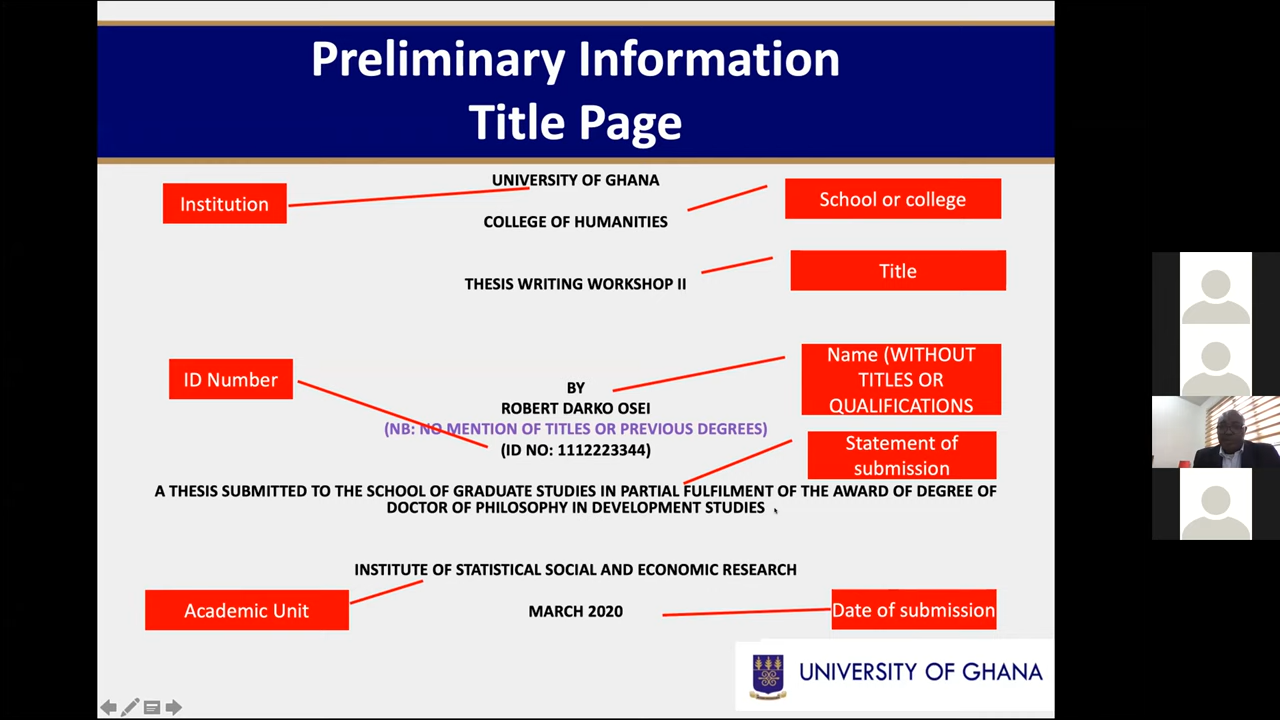 Preliminary Information
Title Page
UNIVERSITY OF GHANA
Institution
School or college
COLLEGE OF HUMANITIES
Title
THESIS WRITING WORKSHOP II
Name (WITHOUT
TITLES OR
QUALIFICATIONS
ID Number
BY
ROBERT DARKO OSEI
(NB: NO MENTION OF TITLES OR PREVIOUS DEGREES)
(ID NO: 1112223344)
Statement of
submission
A THESIS SUBMITTED TO THE SCHOOL OF GRADUATE STUDIES IN PARTIAL FULFILMENT OF THE AWARD OF DEGREE OF
DOCTOR OF PHILOSOPHY IN DEVELOPMENT STUDIES
INSTITUTE OF STATISTICAL SOCIAL AND ECONOMIC RESEARCH
Academic Unit
MARCH 2020
Date of submission
UNIVERSITY OF GHANA